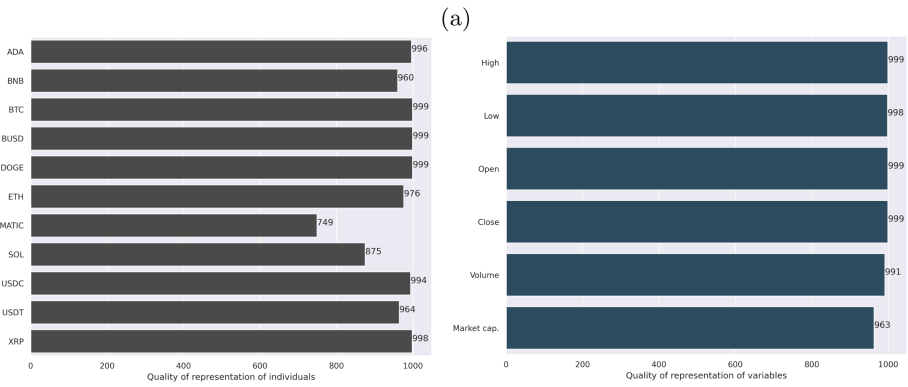 (a)
ADA 996
BNB 960
BTC 999
BUSD 999
DOGE 999
ETH 976
MATIC 749
SOL 875
USDC 994
USDT 964
XRP 998
0 200 400 600 800 1000
Quality of representation of individuals
High 999
Low 998
Open 999
Close 999
Volume 991
Market cap. 963
0 200 400 600 800 1000
Quality of representation of variables